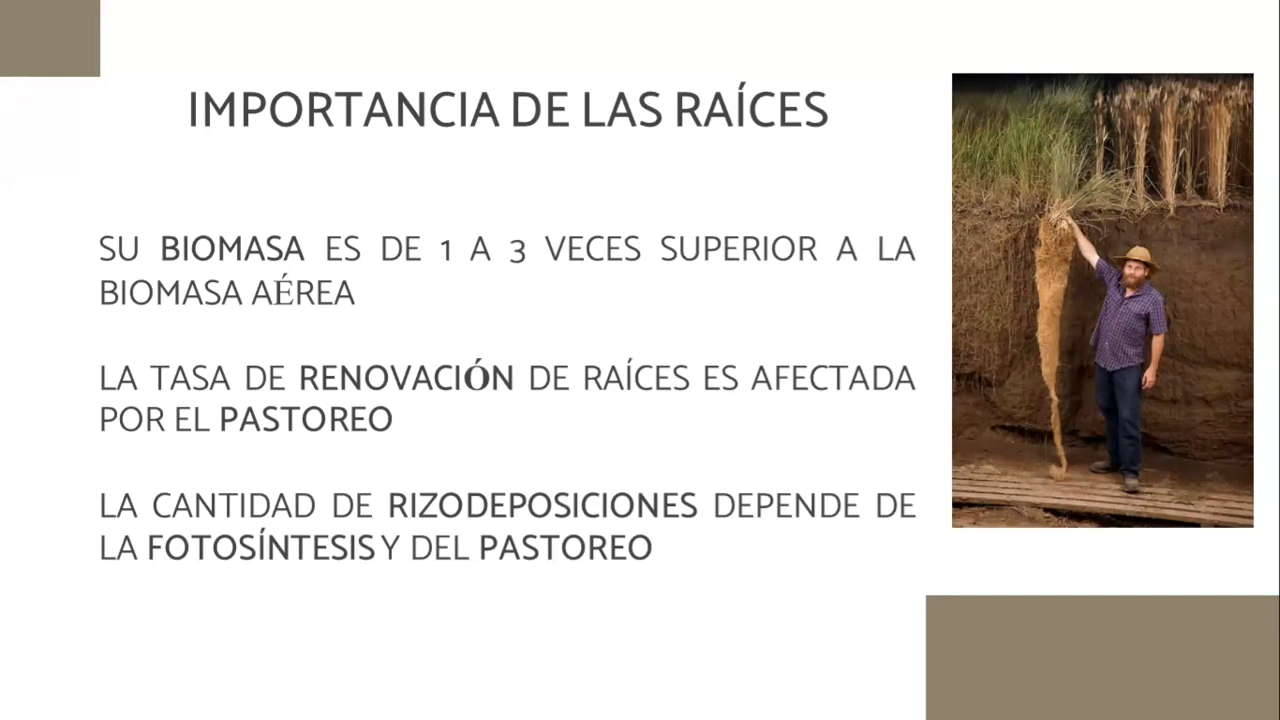 IMPORTANCIA DE LAS RAÍCES
SU BIOMASA ES DE 1 A 3 VECES SUPERIOR A LA
BIOMASA AÉREA
LA TASA DE RENOVACIÓN DE RAÍCES ES AFECTADA
POR EL PASTOREO
LA CANTIDAD DE RIZODEPOSICIONES DEPENDE DE
LA FOTOSÍNTESIS Y DEL PASTOREO